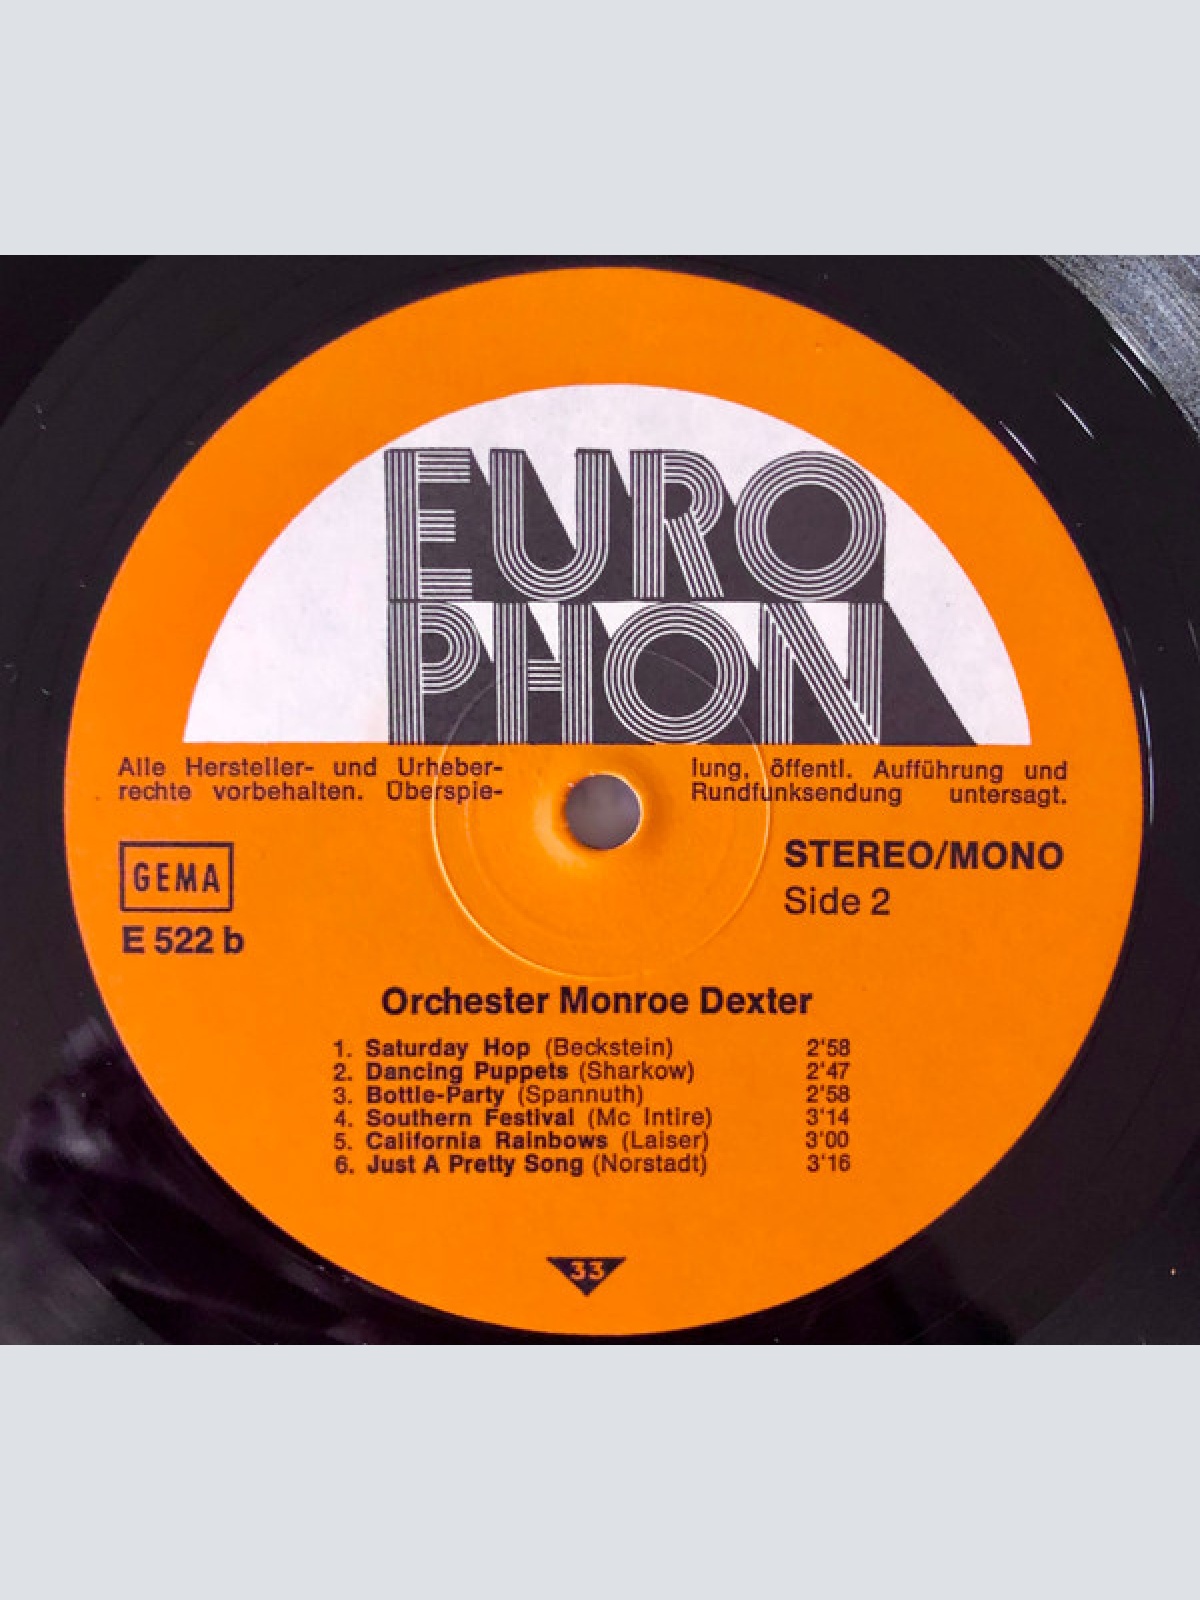 EURO
PHON
Alle Hersteller- und Urheber-
rechte vorbehalten. Überspie-
lung, öffentl. Aufführung und
Rundfunksendung untersagt.
GEMA
E 522 b
STEREO/MONO
Side 2
Orchester Monroe Dexter
1. Saturday Hop (Beckstein) 2'58
2. Dancing Puppets (Sharkow) 2'47
3. Bottle-Party (Spannuth) 2'58
4. Southern Festival (Mc Intire) 3'14
5. California Rainbows (Laiser) 3'00
6. Just A Pretty Song (Norstadt) 3'16
33